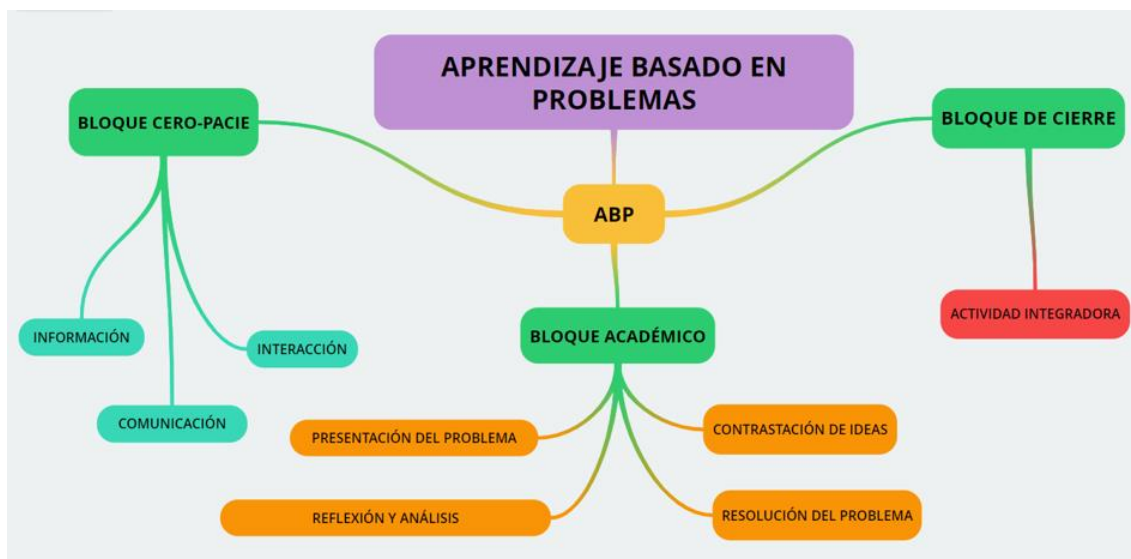 APRENDIZAJE BASADO EN
PROBLEMAS
BLOQUE CERO-PACIE
BLOQUE DE CIERRE
ABP
INFORMACIÓN
INTERACCIÓN
COMUNICACIÓN
BLOQUE ACADÉMICO
PRESENTACIÓN DEL PROBLEMA
CONTRASTACIÓN DE IDEAS
REFLEXIÓN Y ANÁLISIS
RESOLUCIÓN DEL PROBLEMA
ACTIVIDAD INTEGRADORA